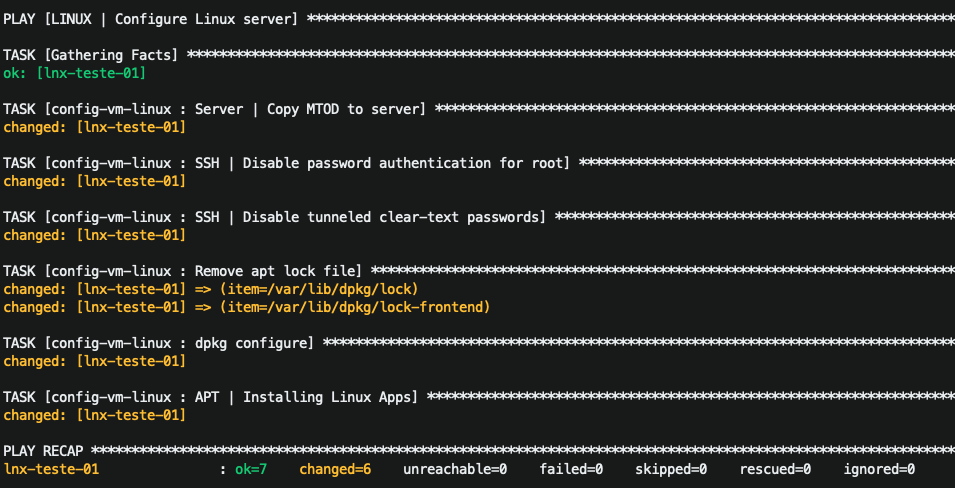 PLAY [LINUX | Configure Linux server] *********************************************************************************
TASK [Gathering Facts] ************************************************************************************************
ok: [lnx-teste-01]
TASK [config-vm-linux : Server | Copy MTOD to server] *****************************************************************
changed: [lnx-teste-01]
TASK [config-vm-linux : SSH | Disable password authentication for root] ***********************************************
changed: [lnx-teste-01]
TASK [config-vm-linux : SSH | Disable tunneled clear-text passwords] **************************************************
changed: [lnx-teste-01]
TASK [config-vm-linux : Remove apt lock file] *************************************************************************
changed: [lnx-teste-01] => (item=/var/lib/dpkg/lock)
changed: [lnx-teste-01] => (item=/var/lib/dpkg/lock-frontend)
TASK [config-vm-linux : dpkg configure] *******************************************************************************
changed: [lnx-teste-01]
TASK [config-vm-linux : APT | Installing Linux Apps] ******************************************************************
changed: [lnx-teste-01]
PLAY RECAP ************************************************************************************************************
lnx-teste-01               : ok=7    changed=6    unreachable=0    failed=0    skipped=0    rescued=0    ignored=0